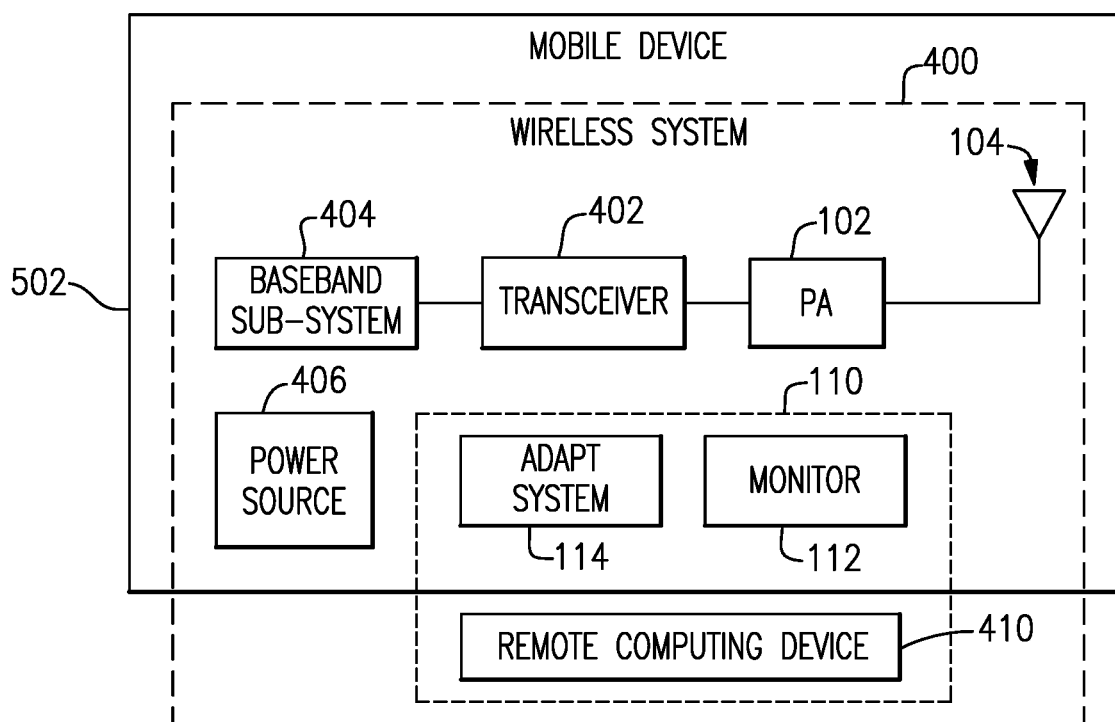 MOBILE DEVICE
400
WIRELESS SYSTEM
104
404
402
102
502
BASEBAND
SUB-SYSTEM
TRANSCEIVER
PA
406
110
POWER
SOURCE
ADAPT
SYSTEM
MONITOR
114
112
REMOTE COMPUTING DEVICE
410